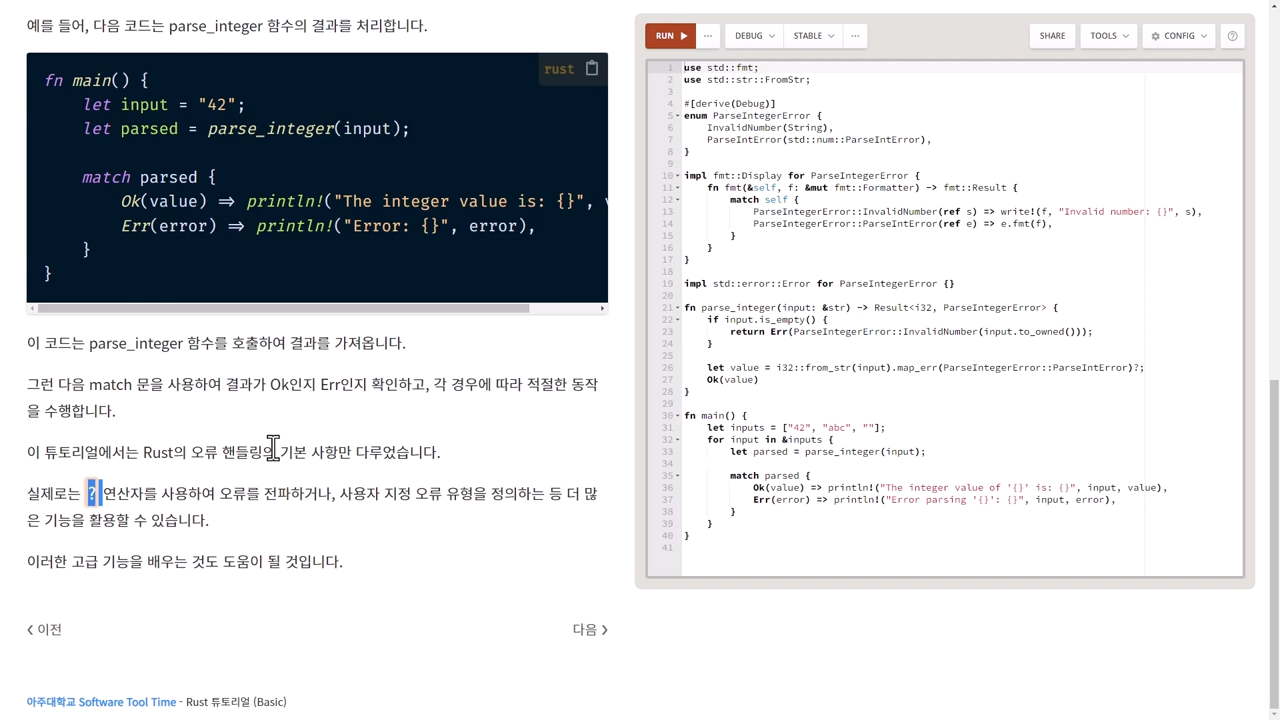 예를 들어, 다음 코드는 parse_integer 함수의 결과를 처리합니다.
rust
fn main() {
    let input = "42";
    let parsed = parse_integer(input);
    match parsed {
        Ok(value) => println!("The integer value is: {}",
        Err(error) => println!("Error: {}", error),
    }
}
이 코드는 parse_integer 함수를 호출하여 결과를 가져옵니다.
그런 다음 match 문을 사용하여 결과가 Ok인지 Err인지 확인하고, 각 경우에 따라 적절한 동작
을 수행합니다.
이 튜토리얼에서는 Rust의 오류 핸들링의 기본 사항만 다루었습니다.
실제로는 ? 연산자를 사용하여 오류를 전파하거나, 사용자 지정 오류 유형을 정의하는 등 더 많
은 기능을 활용할 수 있습니다.
이러한 고급 기능을 배우는 것도 도움이 될 것입니다.
이전
다음
아주대학교 Software Tool Time - Rust 튜토리얼 (Basic)
RUN ··· DEBUG STABLE ··· SHARE TOOLS CONFIG
1 use std::fmt;
2 use std::str::FromStr;
3
4 #[derive(Debug)]
5 enum ParseIntegerError {
6     InvalidNumber(String),
7     ParseIntError(std::num::ParseIntError),
8 }
9
10 impl fmt::Display for ParseIntegerError {
11     fn fmt(&self, f: &mut fmt::Formatter) -> fmt::Result {
12         match self {
13             ParseIntegerError::InvalidNumber(ref s) => write!(f, "Invalid number: {}", s),
14             ParseIntegerError::ParseIntError(ref e) => e.fmt(f),
15         }
16     }
17 }
18
19 impl std::error::Error for ParseIntegerError {}
20
21 fn parse_integer(input: &str) -> Result<i32, ParseIntegerError> {
22     if input.is_empty() {
23         return Err(ParseIntegerError::InvalidNumber(input.to_owned()));
24     }
25
26     let value = i32::from_str(input).map_err(ParseIntegerError::ParseIntError)?;
27     Ok(value)
28 }
29
30 fn main() {
31     let inputs = ["42", "abc", ""];
32     for input in &inputs {
33         let parsed = parse_integer(input);
34
35         match parsed {
36             Ok(value) => println!("The integer value of '{}' is: {}", input, value),
37             Err(error) => println!("Error parsing '{}': {}", input, error),
38         }
39     }
40 }
41